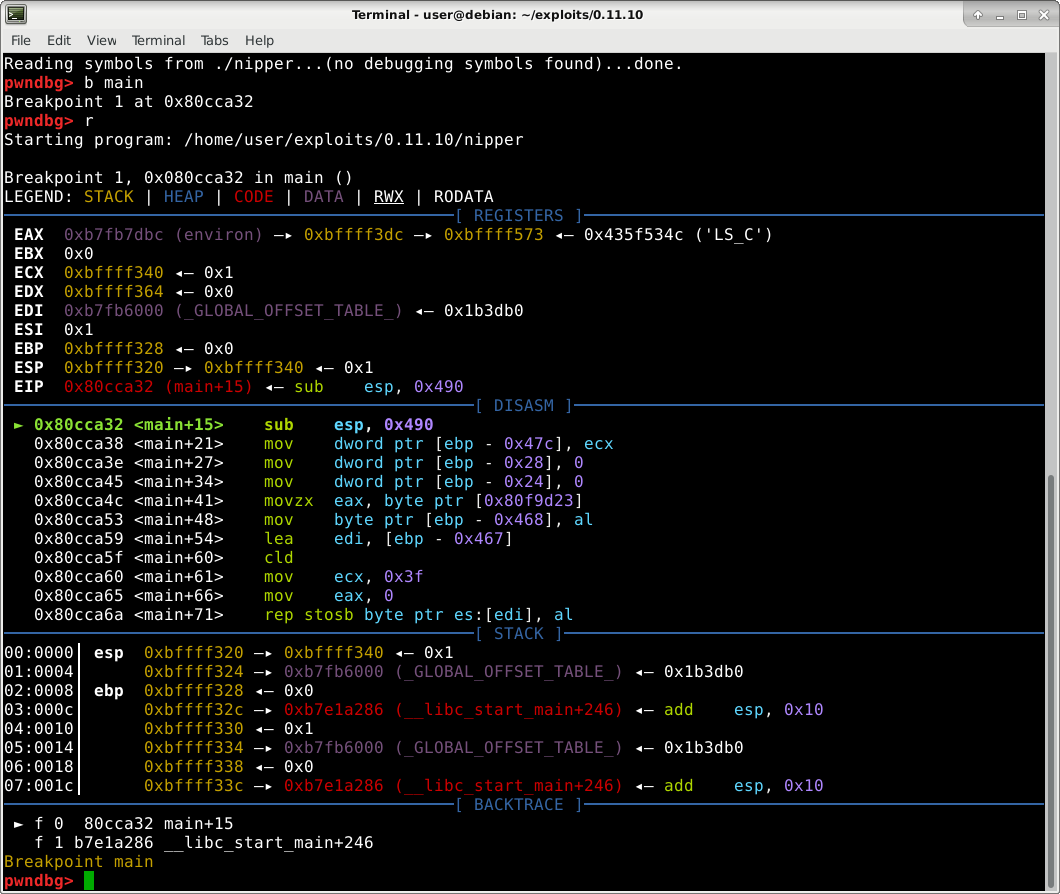 Terminal - user@debian: ~/exploits/0.11.10
File Edit View Terminal Tabs Help
Reading symbols from ./nipper...(no debugging symbols found)...done.
pwndbg> b main
Breakpoint 1 at 0x80cca32
pwndbg> r
Starting program: /home/user/exploits/0.11.10/nipper
Breakpoint 1, 0x080cca32 in main ()
LEGEND: STACK | HEAP | CODE | DATA | RWX | RODATA
[ REGISTERS ]
EAX  0xb7fb7dbc (environ) —▸ 0xbffff3dc —▸ 0xbffff573 ◂— 0x435f534c ('LS_C')
EBX  0x0
ECX  0xbffff340 ◂— 0x1
EDX  0xbffff364 ◂— 0x0
EDI  0xb7fb6000 (_GLOBAL_OFFSET_TABLE_) ◂— 0x1b3db0
ESI  0x1
EBP  0xbffff328 ◂— 0x0
ESP  0xbffff320 —▸ 0xbffff340 ◂— 0x1
EIP  0x80cca32 (main+15) ◂— sub    esp, 0x490
[ DISASM ]
► 0x80cca32 <main+15>    sub    esp, 0x490
0x80cca38 <main+21>    mov    dword ptr [ebp - 0x47c], ecx
0x80cca3e <main+27>    mov    dword ptr [ebp - 0x28], 0
0x80cca45 <main+34>    mov    dword ptr [ebp - 0x24], 0
0x80cca4c <main+41>    movzx  eax, byte ptr [0x80f9d23]
0x80cca53 <main+48>    mov    byte ptr [ebp - 0x468], al
0x80cca59 <main+54>    lea    edi, [ebp - 0x467]
0x80cca5f <main+60>    cld
0x80cca60 <main+61>    mov    ecx, 0x3f
0x80cca65 <main+66>    mov    eax, 0
0x80cca6a <main+71>    rep stosb byte ptr es:[edi], al
[ STACK ]
00:0000│ esp  0xbffff320 —▸ 0xbffff340 ◂— 0x1
01:0004│      0xbffff324 —▸ 0xb7fb6000 (_GLOBAL_OFFSET_TABLE_) ◂— 0x1b3db0
02:0008│ ebp  0xbffff328 ◂— 0x0
03:000c│      0xbffff32c —▸ 0xb7e1a286 (__libc_start_main+246) ◂— add    esp, 0x10
04:0010│      0xbffff330 ◂— 0x1
05:0014│      0xbffff334 —▸ 0xb7fb6000 (_GLOBAL_OFFSET_TABLE_) ◂— 0x1b3db0
06:0018│      0xbffff338 ◂— 0x0
07:001c│      0xbffff33c —▸ 0xb7e1a286 (__libc_start_main+246) ◂— add    esp, 0x10
[ BACKTRACE ]
► f 0  80cca32 main+15
f 1 b7e1a286 __libc_start_main+246
Breakpoint main
pwndbg>